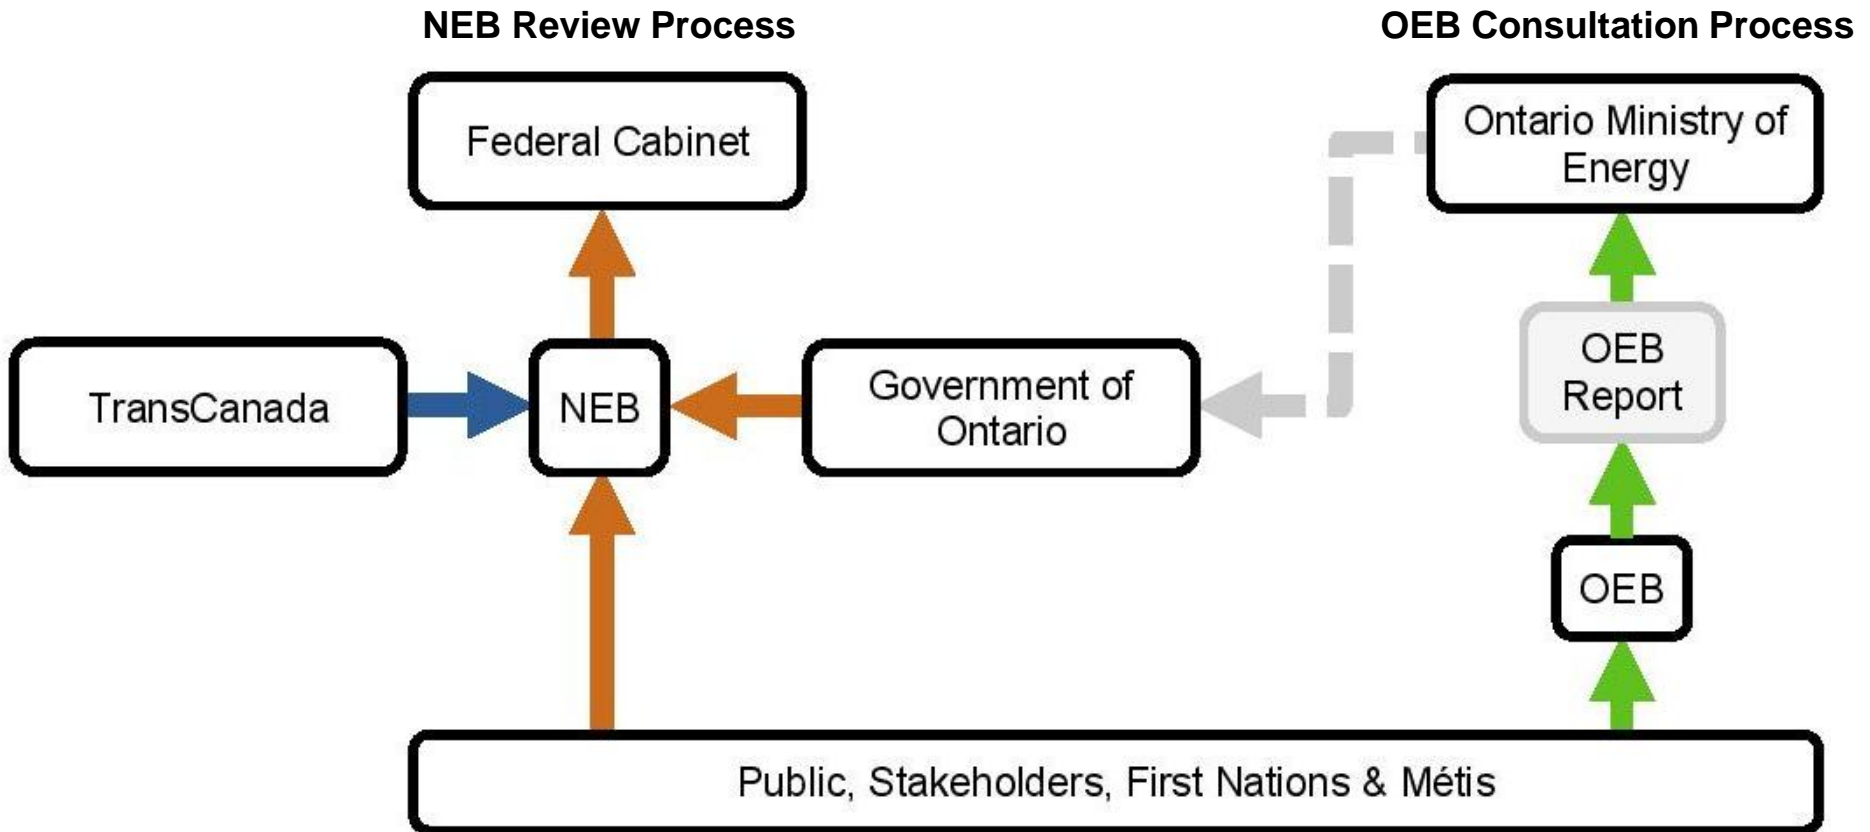 NEB Review Process
OEB Consultation Process
Federal Cabinet
Ontario Ministry of
Energy
TransCanada
NEB
Government of
Ontario
OEB
Report
OEB
Public, Stakeholders, First Nations & Métis